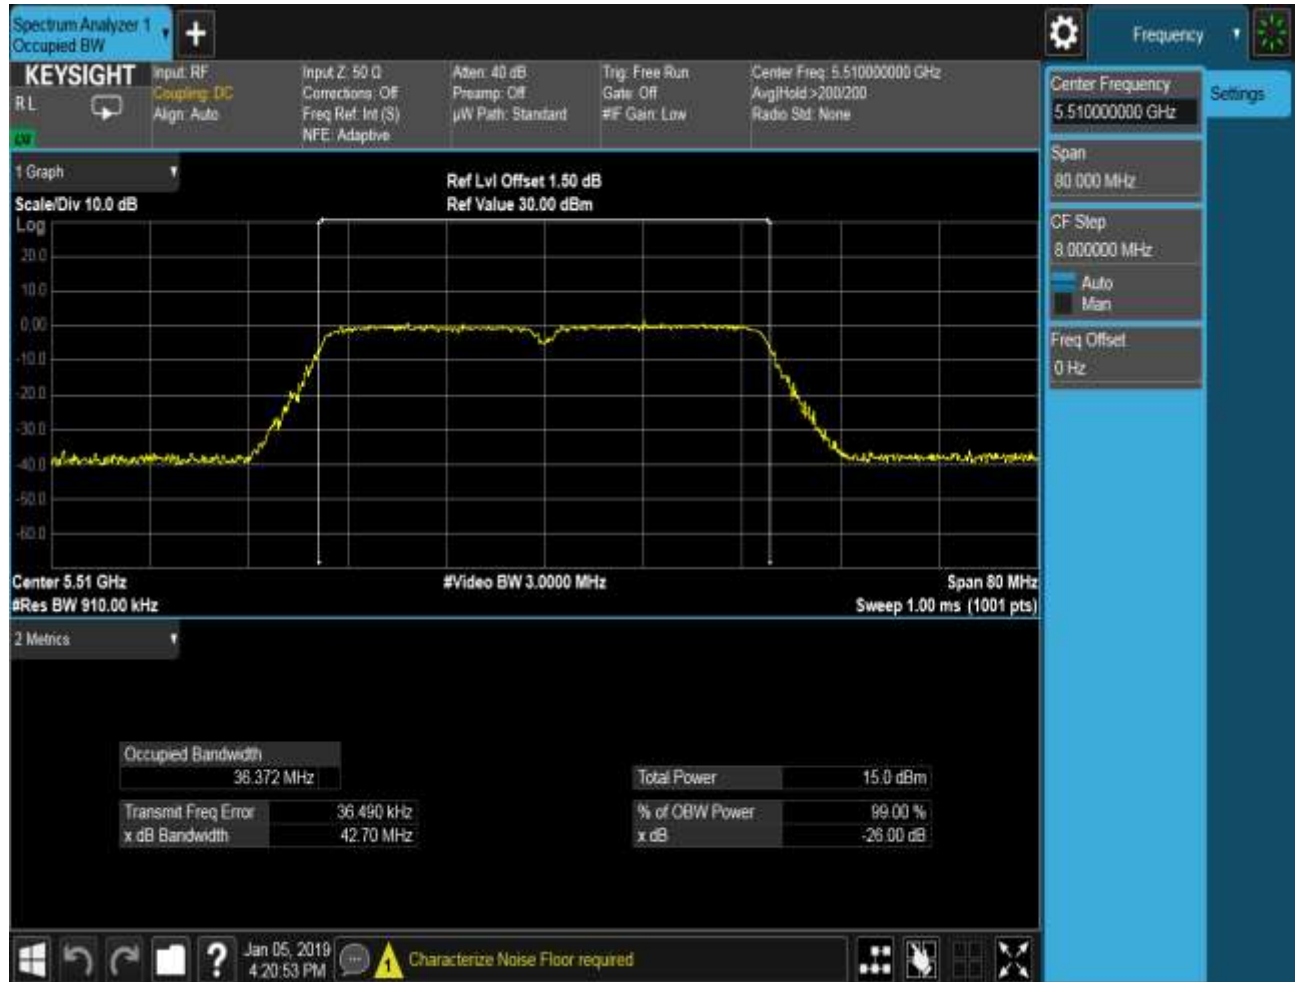 Spectrum Analyzer 1
Occupied BW
Frequency
KEYSIGHT
RL
Input: RF
Coupling: DC
Align: Auto
Input Z: 50 Ω
Corrections: Off
Freq Ref: Int (S)
NFE: Adaptive
Atten: 40 dB
Preamp: Off
µW Path: Standard
Trig: Free Run
Gate: Off
#IF Gain: Low
Center Freq: 5.510000000 GHz
Avg|Hold:>200/200
Radio Std: None
Center Frequency
5.510000000 GHz
Settings
Span
80.000 MHz
CF Step
8.000000 MHz
Auto
Man
Freq Offset
0 Hz
1 Graph
Scale/Div 10.0 dB
Ref Lvl Offset 1.50 dB
Ref Value 30.00 dBm
Log
20.0
10.0
0.00
-10.0
-20.0
-30.0
-40.0
-50.0
-60.0
Center 5.51 GHz
#Video BW 3.0000 MHz
Span 80 MHz
#Res BW 910.00 kHz
Sweep 1.00 ms (1001 pts)
2 Metrics
Occupied Bandwidth
36.372 MHz
Total Power 15.0 dBm
Transmit Freq Error 36.490 kHz
% of OBW Power 99.00 %
x dB Bandwidth 42.70 MHz
x dB -26.00 dB
?
Jan 05, 2019
4:20:53 PM
1
Characterize Noise Floor required